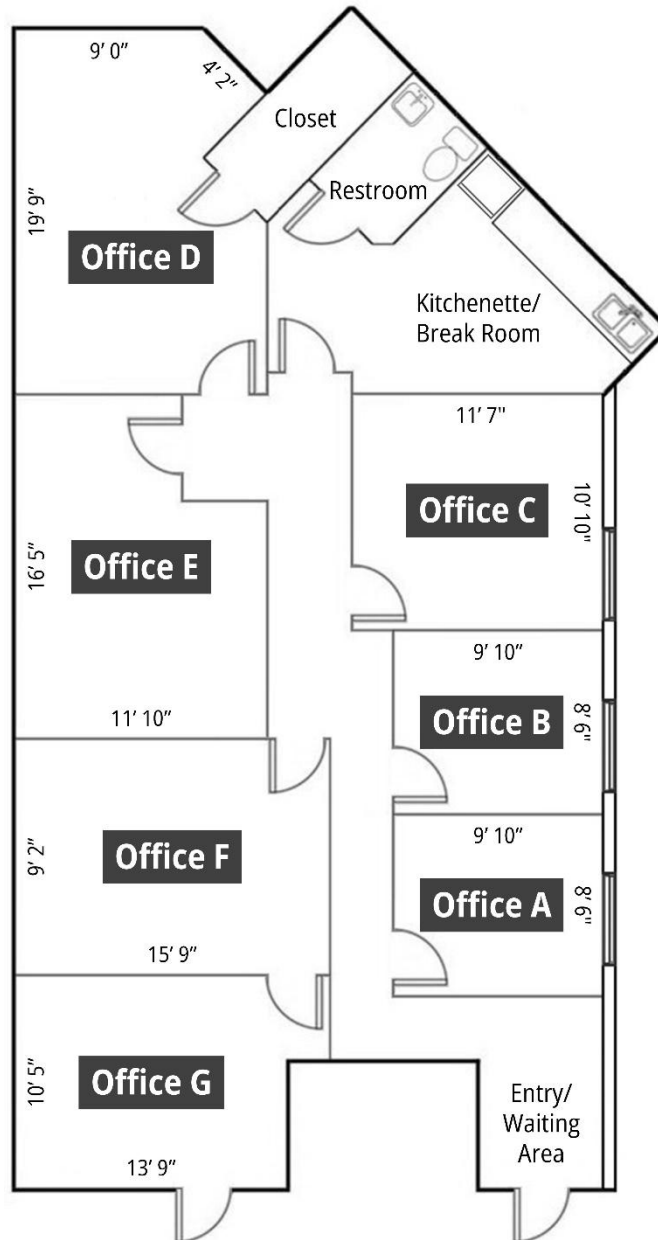 9’ 0”
4’ 2”
Closet
Restroom
19’ 9”
Office D
Kitchenette/
Break Room
11’ 7"
Office C
10’ 10”
16’ 5”
Office E
9’ 10”
Office B
8’ 6”
11’ 10”
9’ 10”
9’ 2”
Office F
Office A
8’ 6”
15’ 9”
10’ 5”
Office G
Entry/
Waiting
Area
13’ 9”